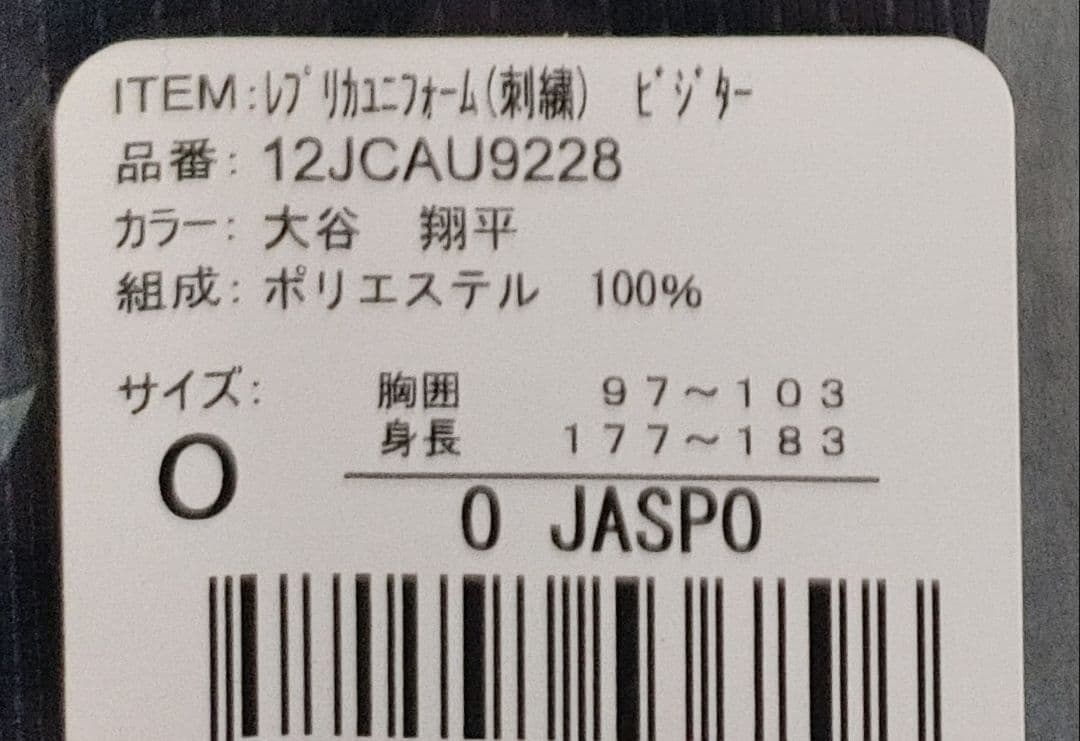 ITEM:レプリカユニフォーム(刺繍) ビジター
品番: 12JCAU9228
カラー: 大谷 翔平
組成: ポリエステル 100%
サイズ: 胸囲 97~103
身長 177~183
O
O JASPO